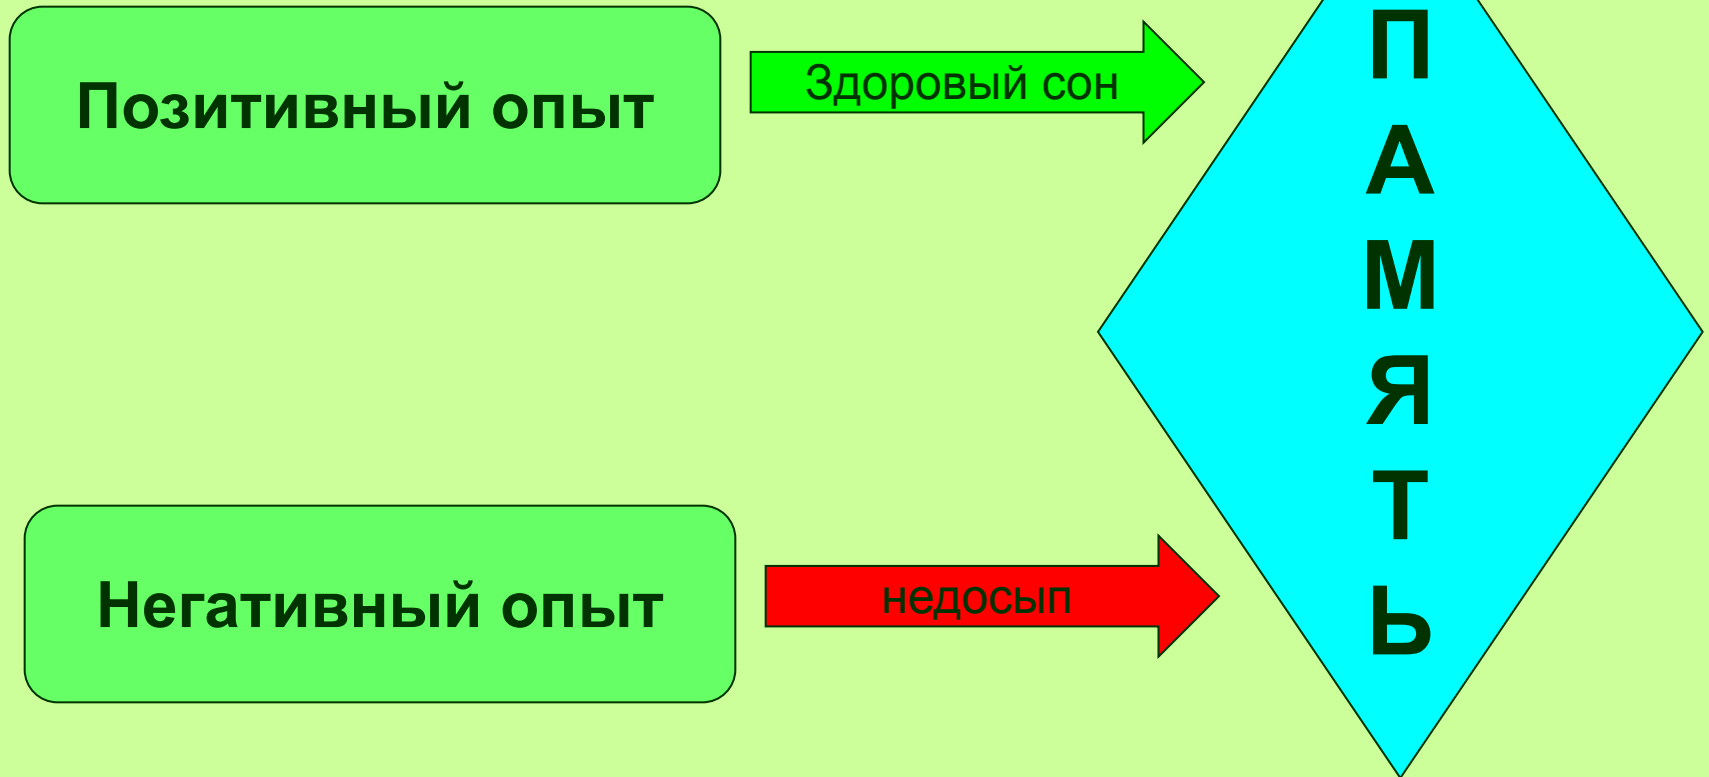 Позитивный опыт
Здоровый сон
П
А
М
Я
Т
Ь
Негативный опыт
недосып